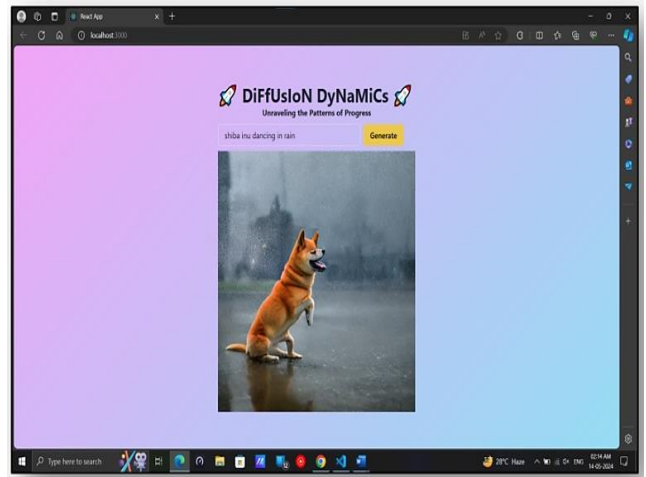 React App
localhost:3000
DiFfUsIoN DyNaMiCs
Unraveling the Patterns of Progress
shiba inu dancing in rain
Generate
Type here to search
28°C Haze
ENG
02:14 AM
14-05-2024